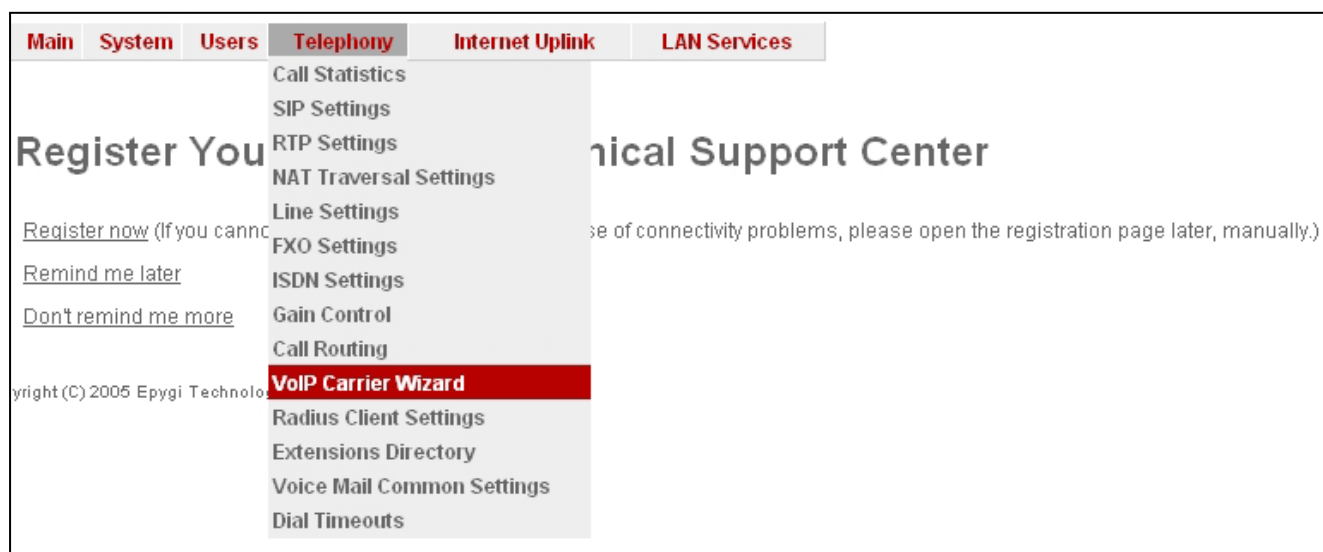 Main System Users Telephony Internet Uplink LAN Services
Call Statistics
SIP Settings
RTP Settings
NAT Traversal Settings
Line Settings
FXO Settings
ISDN Settings
Gain Control
Call Routing
VoIP Carrier Wizard
Radius Client Settings
Extensions Directory
Voice Mail Common Settings
Dial Timeouts
Register You nical Support Center
Register now (If you canno se of connectivity problems, please open the registration page later, manually.)
Remind me later
Don't remind me more
yright (C) 2005 Epygi Technolo